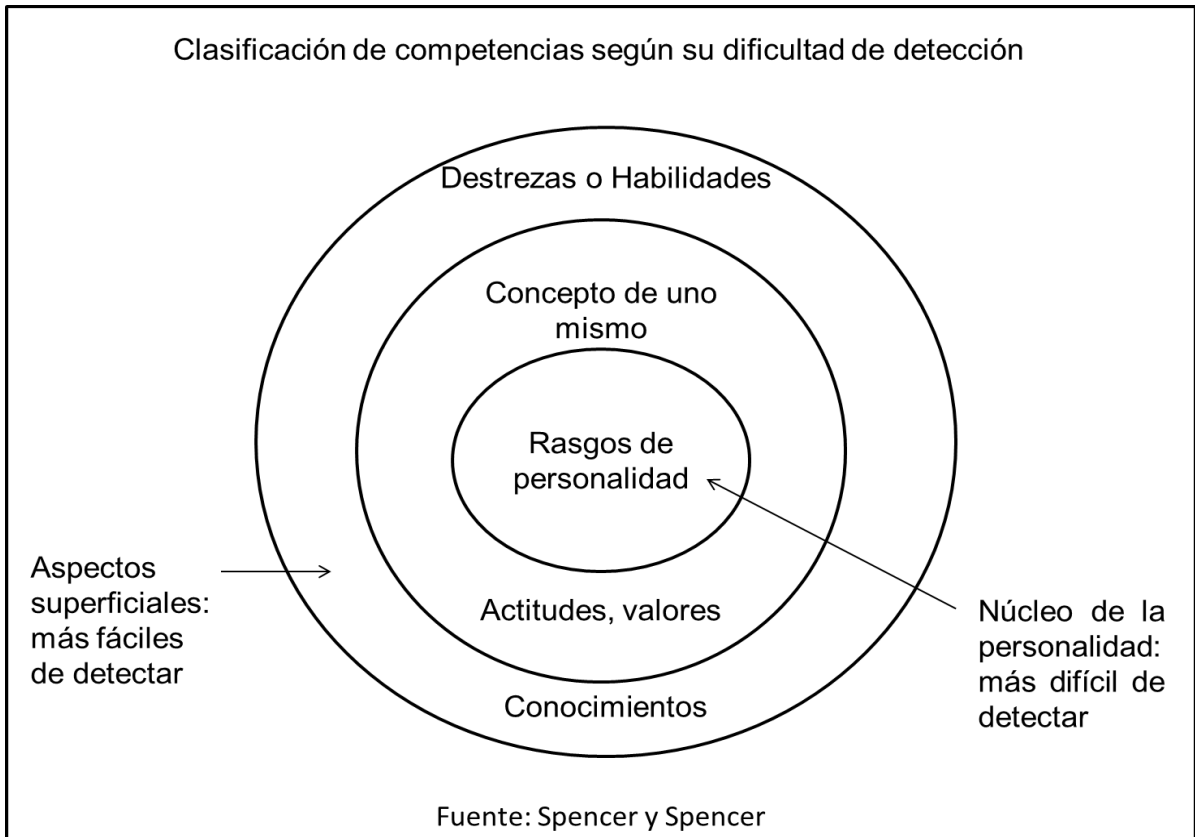 Clasificación de competencias según su dificultad de detección
Destrezas o Habilidades
Concepto de uno
mismo
Rasgos de
personalidad
Aspectos
superficiales:
más fáciles
de detectar
Actitudes, valores
Núcleo de la
personalidad:
más difícil de
detectar
Conocimientos
Fuente: Spencer y Spencer